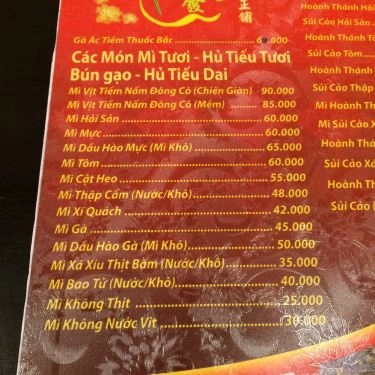 正鋪
Gà Ác Tiềm Thuốc Bắc
Các Món Mì Tươi - Hủ Tiếu Tươi
Bún gạo - Hủ Tiếu Dai
Mì Vịt Tiềm Nấm Đông Cô (Chiên Giòn) 90.000
Mì Vịt Tiềm Nấm Đông Cô (Mềm) 85.000
Mì Hải Sản 60.000
Mì Mực 60.000
Mì Dầu Hào Mực (Mì Khô) 65.000
Mì Tôm 60.000
Mì Cật Heo 55.000
Mì Thập Cẩm (Nước/Khô) 48.000
Mì Xí Quách 42.000
Mì Gà 45.000
Mì Dầu Hào Gà (Mì Khô) 50.000
Mì Xá Xíu Thịt Bằm (Nước/Khô) 35.000
Mì Bao Tử (Nước/Khô) 40.000
Mì Không Thịt 25.000
Mì Không Nước Vịt 30.000
Hoành Thánh Hải
Sủi Cảo Hải Sản
Hoành Thánh
Sủi Cảo Tôm
Hoành Thánh
Sủi Cảo Thập
Mì Hoành Thánh
Mì Sủi Cảo
Hoành Thánh
Sủi Cảo Xá
Hoành Thánh
Sủi Cảo (Nước